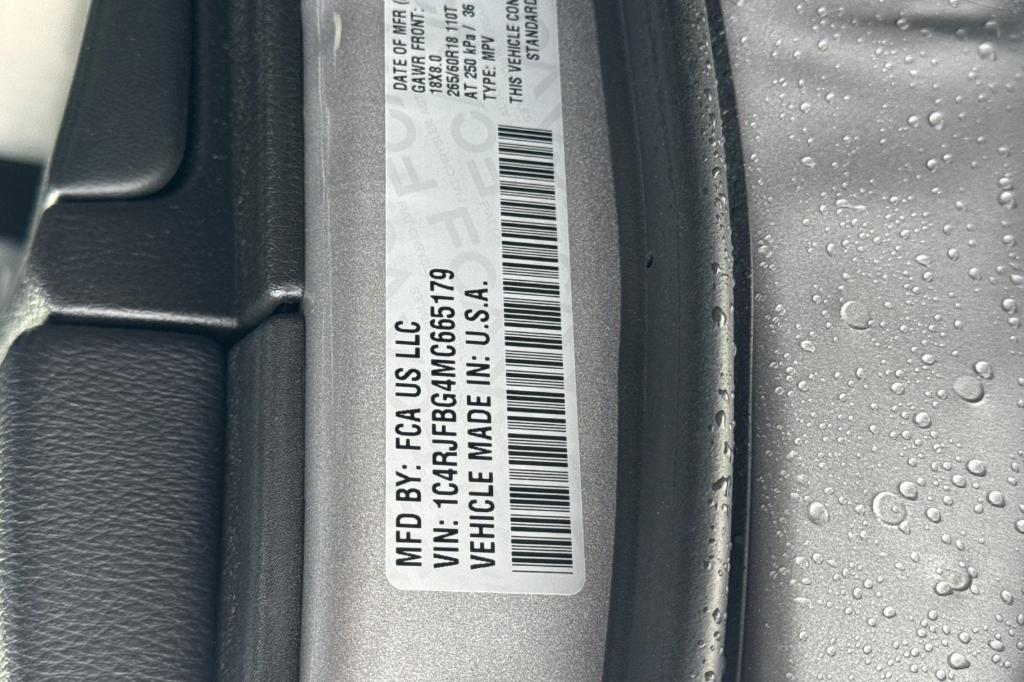 MFD BY: FCA US LLC
VIN: 1C4RJFBG4MC665179
VEHICLE MADE IN: U.S.A.
DATE OF MFR (
GAWR FRONT:
18X8.0
265/60R18 110T
AT 250 kPa / 36
TYPE: MPV
THIS VEHICLE CON
STANDARD